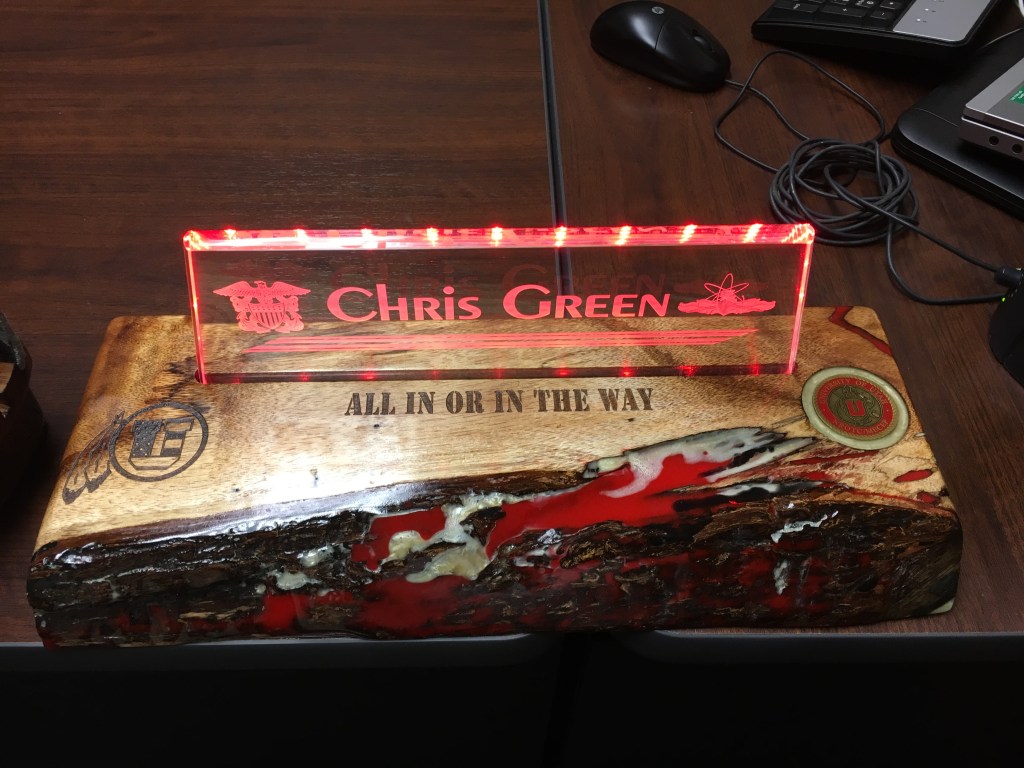 Chris Green
ALL IN OR IN THE WAY
E
U